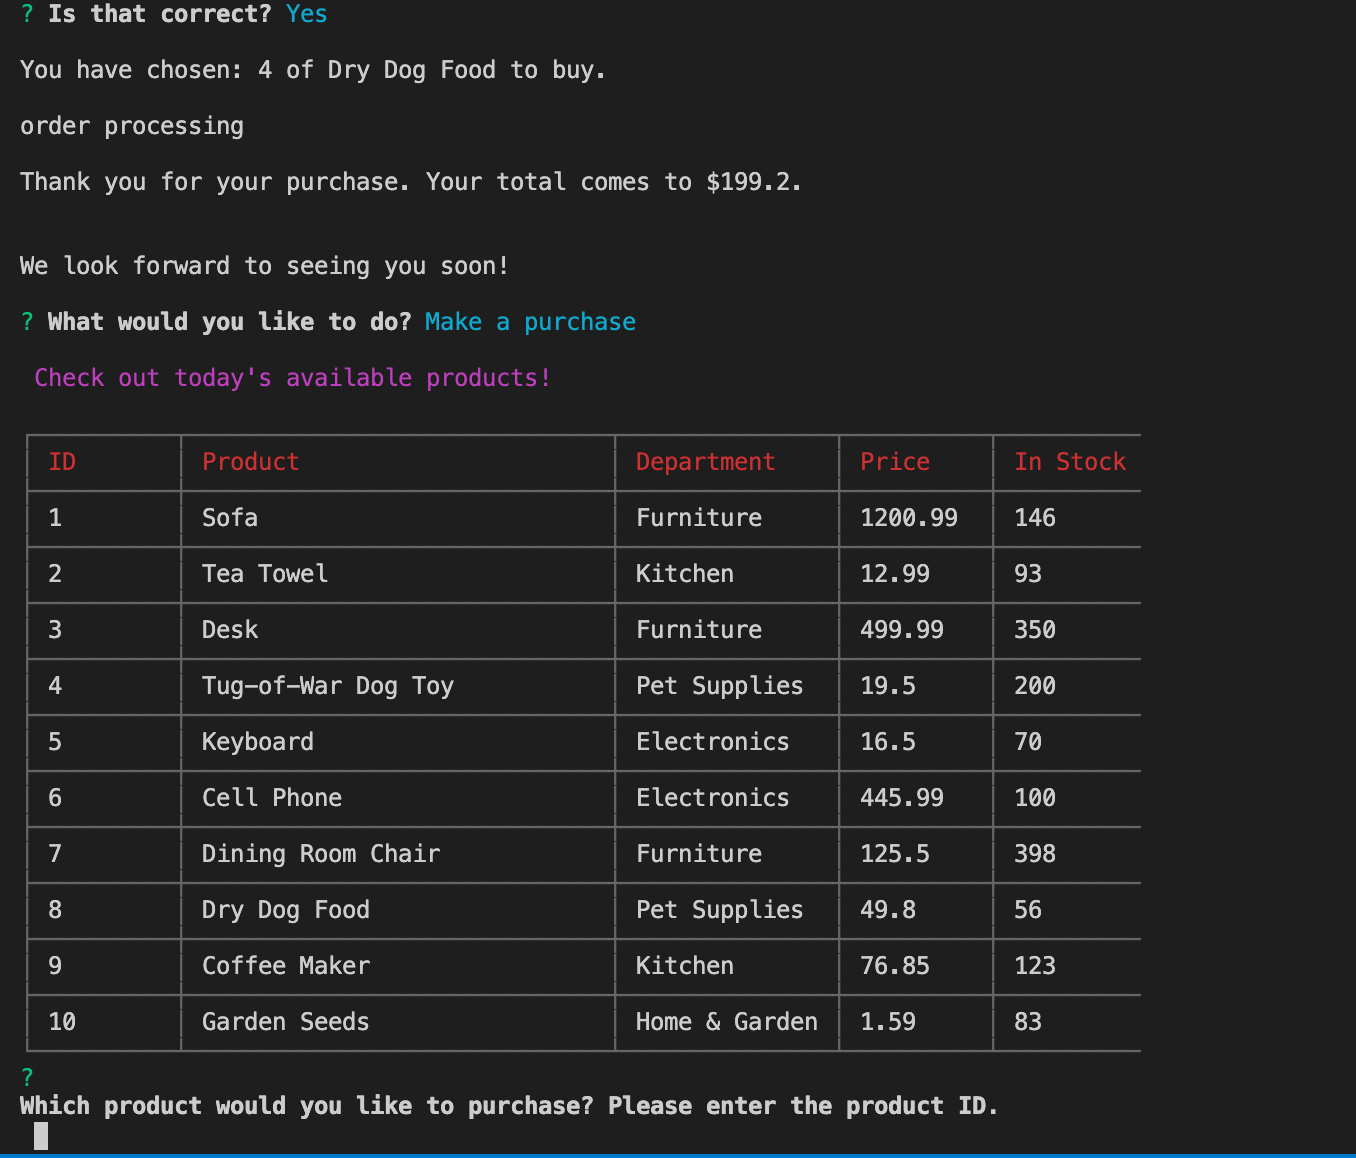 ? Is that correct? Yes
You have chosen: 4 of Dry Dog Food to buy.
order processing
Thank you for your purchase. Your total comes to $199.2.
We look forward to seeing you soon!
? What would you like to do? Make a purchase
Check out today's available products!
ID Product Department Price In Stock
1 Sofa Furniture 1200.99 146
2 Tea Towel Kitchen 12.99 93
3 Desk Furniture 499.99 350
4 Tug-of-War Dog Toy Pet Supplies 19.5 200
5 Keyboard Electronics 16.5 70
6 Cell Phone Electronics 445.99 100
7 Dining Room Chair Furniture 125.5 398
8 Dry Dog Food Pet Supplies 49.8 56
9 Coffee Maker Kitchen 76.85 123
10 Garden Seeds Home & Garden 1.59 83
?
Which product would you like to purchase? Please enter the product ID.